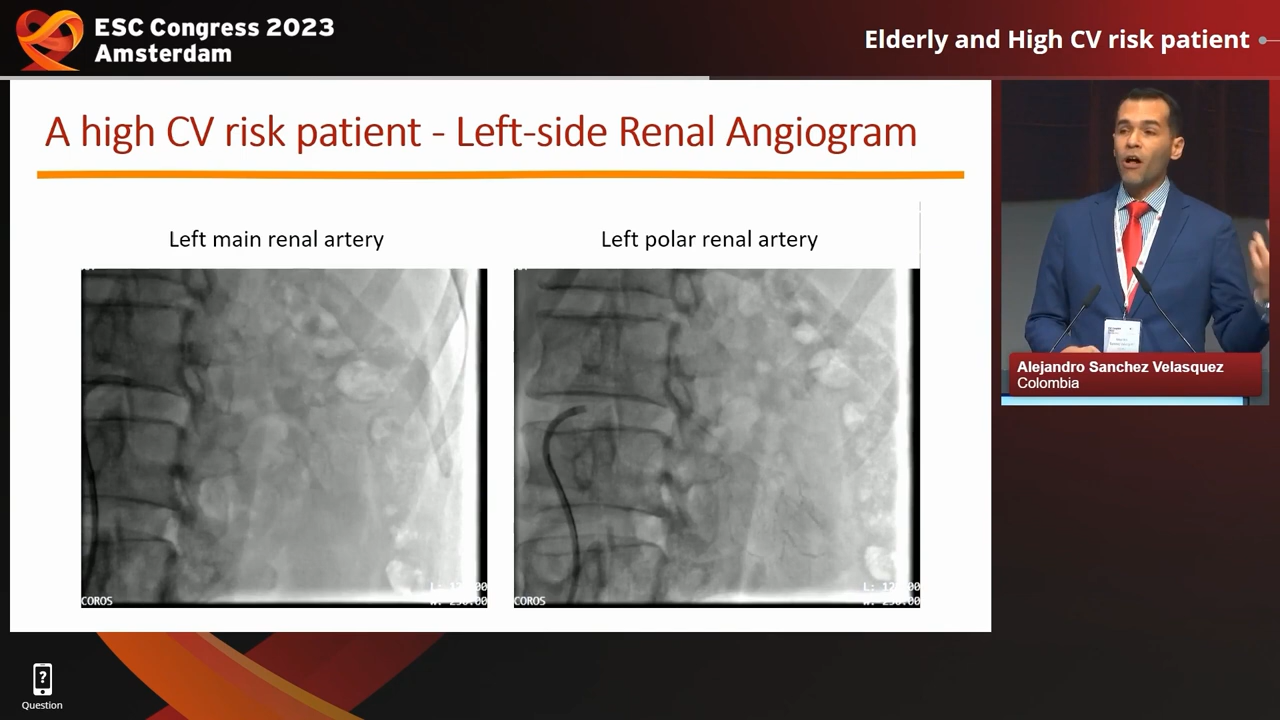 ESC Congress 2023
Amsterdam
Elderly and High CV risk patient
A high CV risk patient - Left-side Renal Angiogram
Left main renal artery
Left polar renal artery
COROS
COROS
Alejandro Sanchez Velasquez
Colombia
Question
?